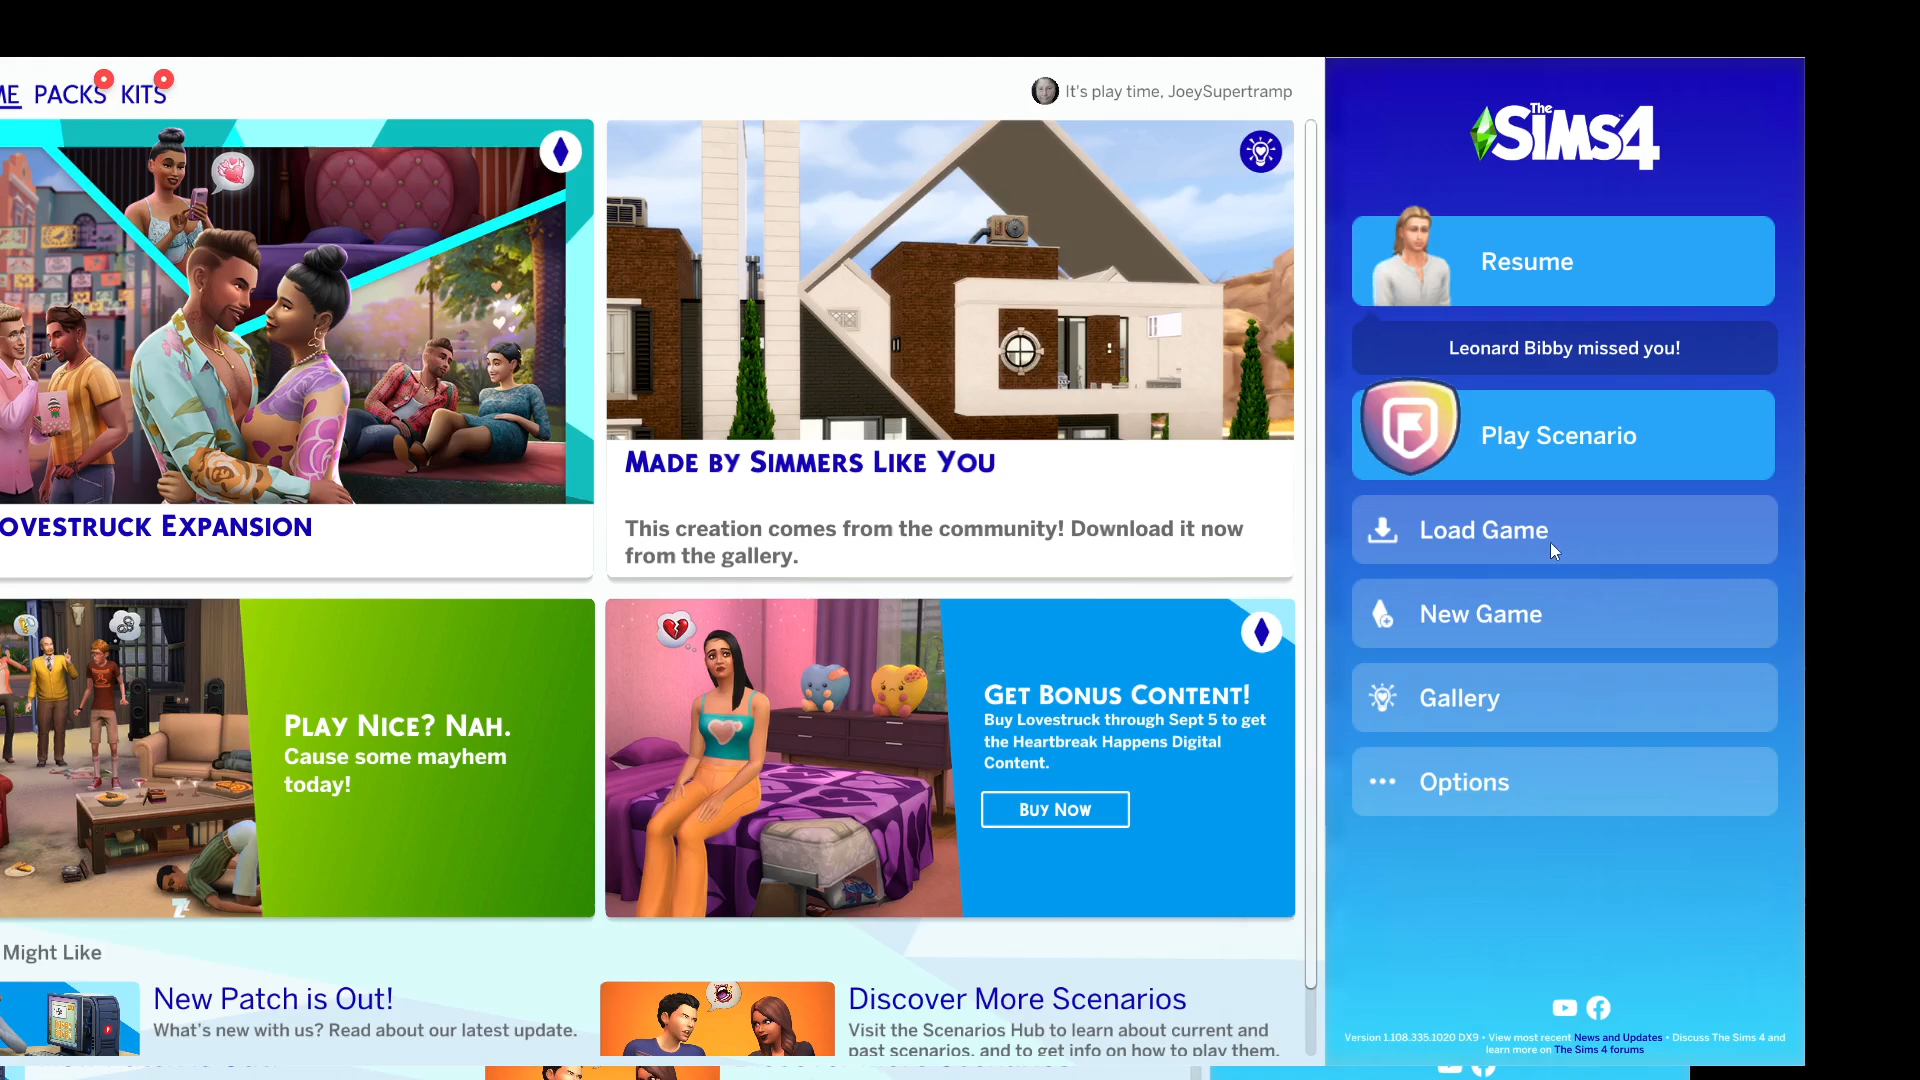 ME PACKS KITS
It's play time, JoeySupertramp
The SIMS 4
Resume
Leonard Bibby missed you!
Play Scenario
Load Game
New Game
Gallery
Options
OVESTRUCK EXPANSION
MADE BY SIMMERS LIKE YOU
This creation comes from the community! Download it now
from the gallery.
PLAY NICE? NAH.
Cause some mayhem
today!
GET BONUS CONTENT!
Buy Lovestruck through Sept 5 to get
the Heartbreak Happens Digital
Content.
BUY NOW
Might Like
New Patch is Out!
What's new with us? Read about our latest update.
Discover More Scenarios
Visit the Scenarios Hub to learn about current and
past scenarios, and to get info on how to play them.
Version 1.108.335.1020 DX9 • View most recent News and Updates • Discuss The Sims 4 and
learn more on The Sims 4 forums